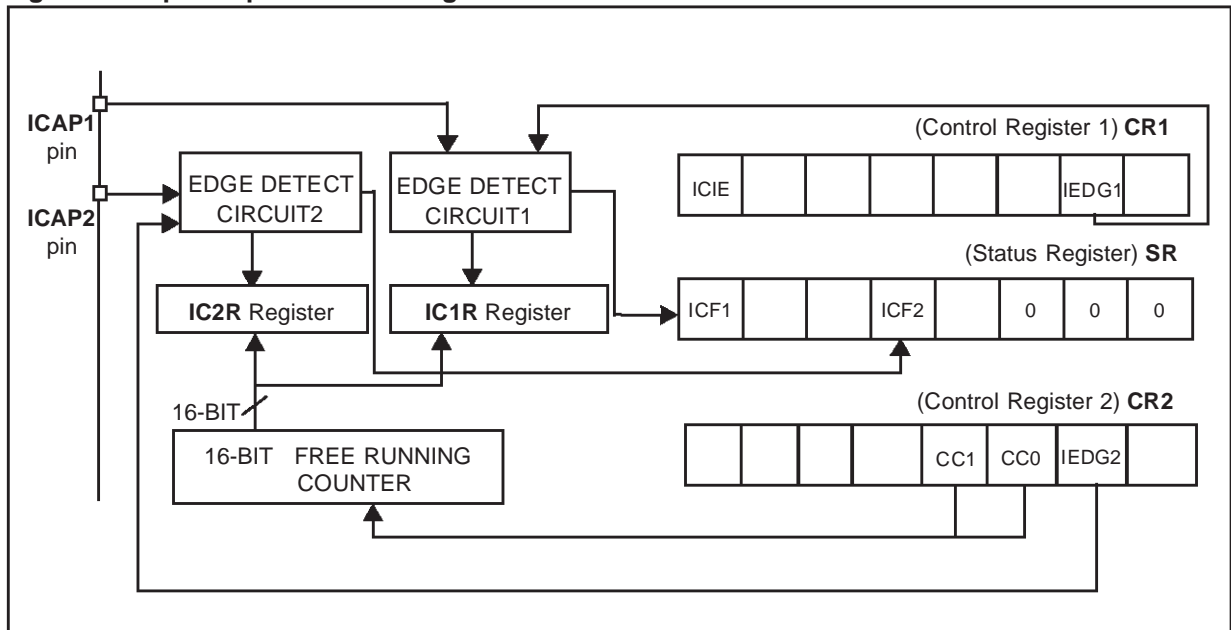 ICAP1
pin
ICAP2
pin
EDGE DETECT
CIRCUIT2
EDGE DETECT
CIRCUIT1
(Control Register 1) CR1
ICIE
IEDG1
(Status Register) SR
IC2R Register
IC1R Register
ICF1 ICF2 0 0 0
16-BIT
(Control Register 2) CR2
16-BIT FREE RUNNING
COUNTER
CC1 CC0 IEDG2